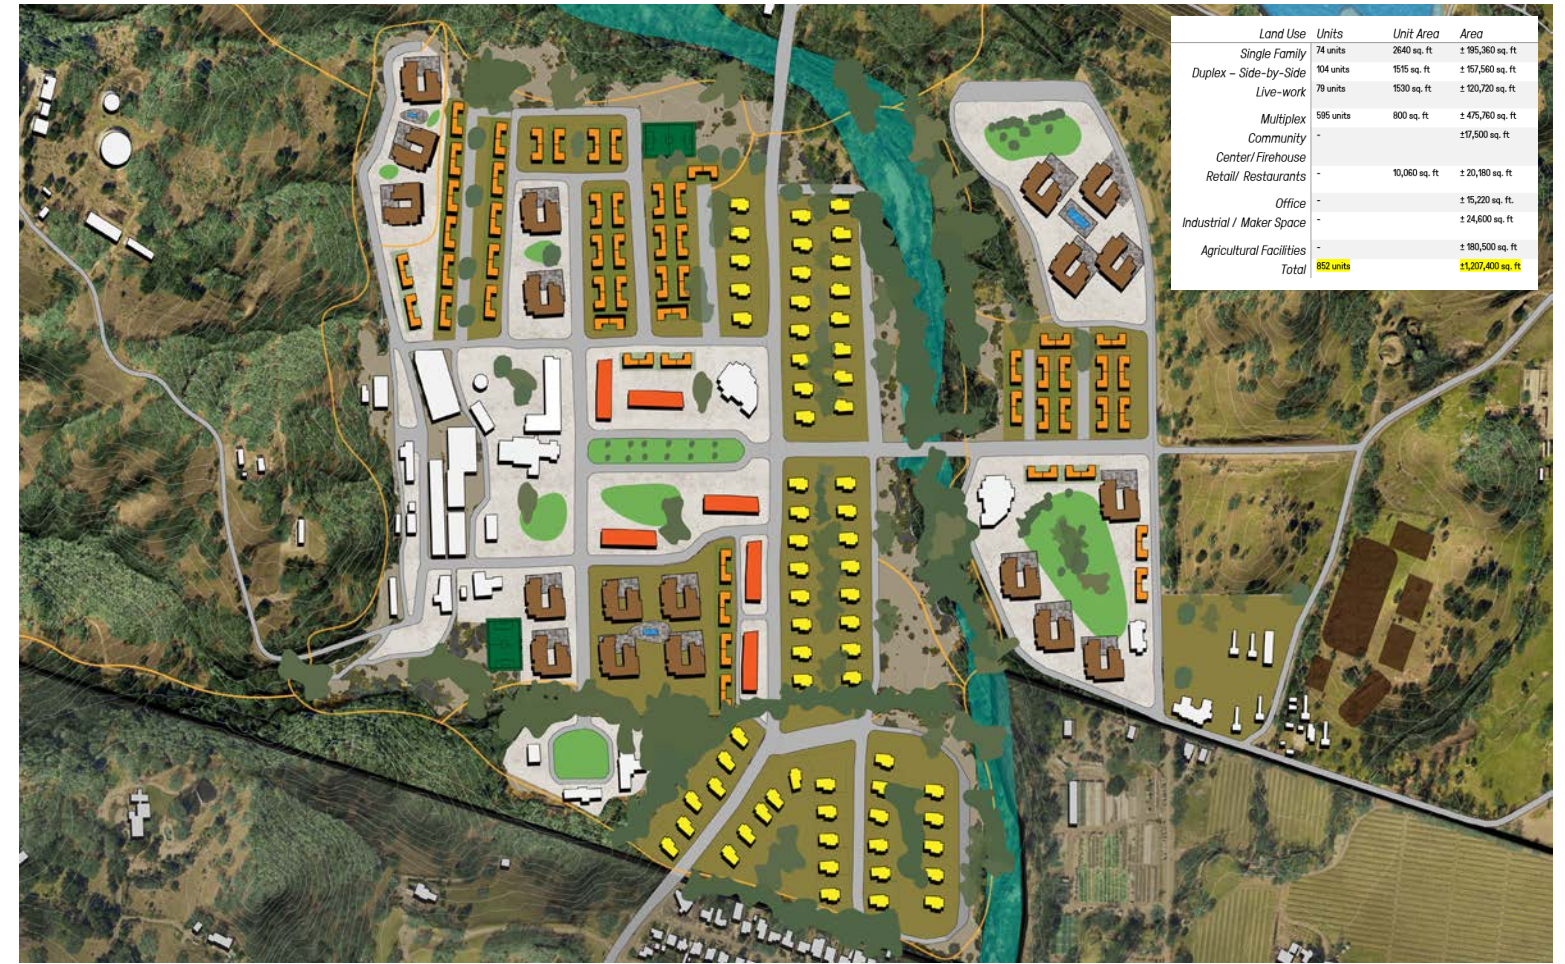 Land Use Units Unit Area Area
Single Family 74 units 2640 sq. ft ± 195,360 sq. ft
Duplex – Side-by-Side 104 units 1515 sq. ft ± 157,560 sq. ft
Live-work 79 units 1530 sq. ft ± 120,720 sq. ft
Multiplex 595 units 800 sq. ft ± 475,760 sq. ft
Community - ±17,500 sq. ft
Center/ Firehouse
Retail/ Restaurants - 10,060 sq. ft ± 20,180 sq. ft
Office - ± 15,220 sq. ft.
Industrial / Maker Space - ± 24,600 sq. ft
Agricultural Facilities - ± 180,500 sq. ft
Total 852 units ±1,207,400 sq. ft